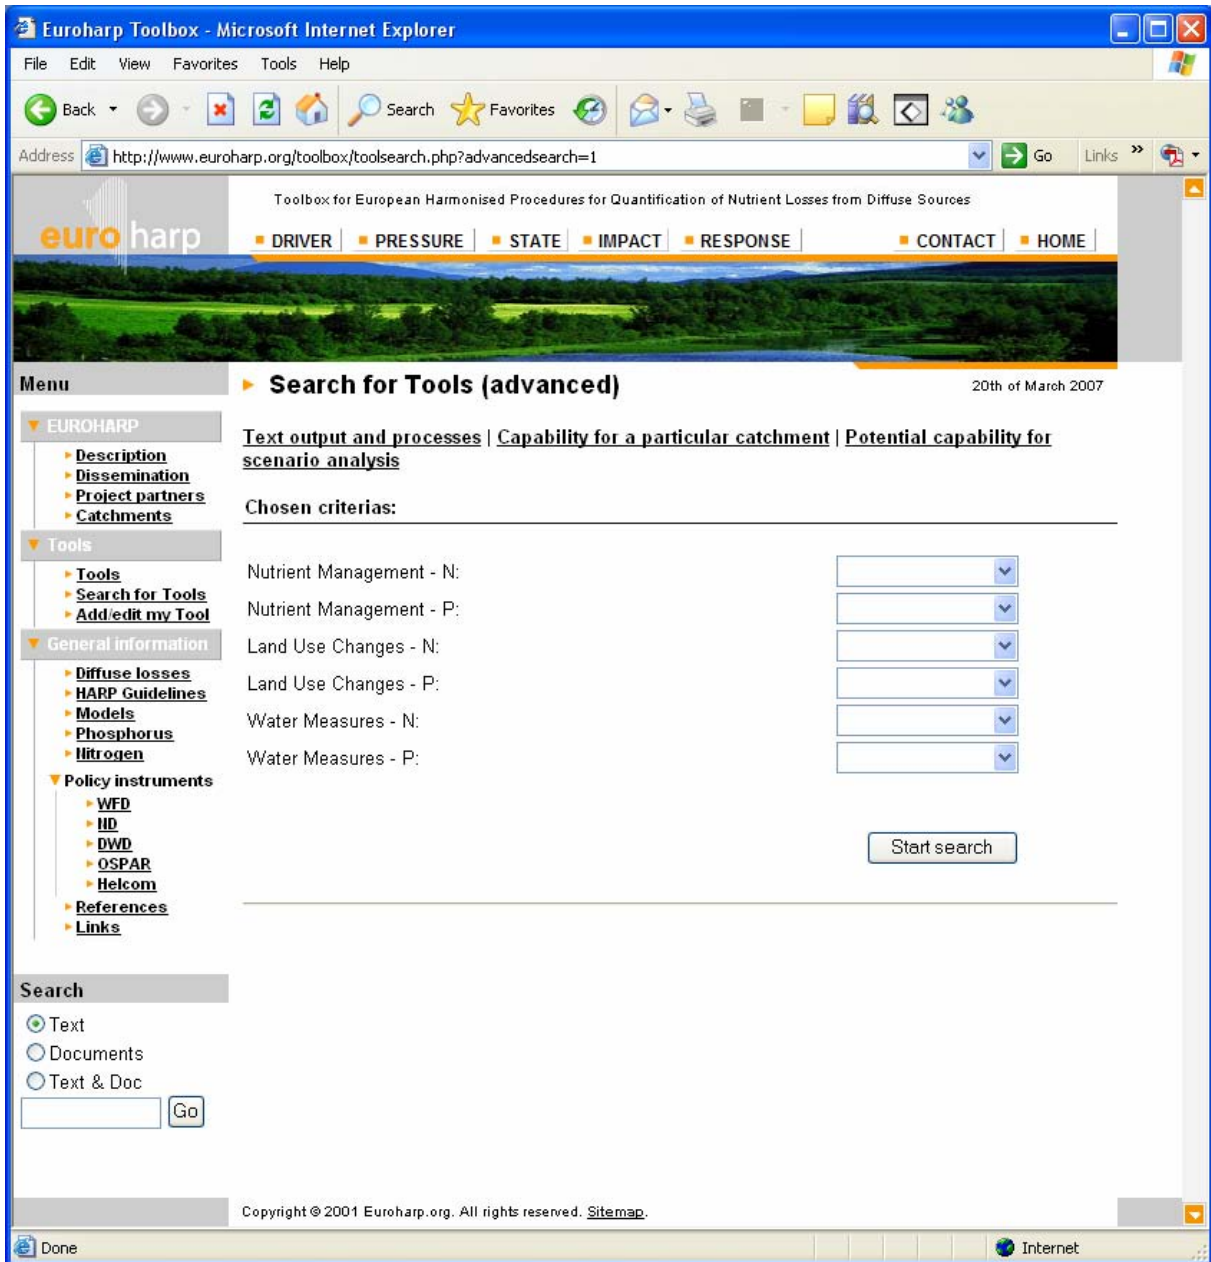 Euroharp Toolbox - Microsoft Internet Explorer
File Edit View Favorites Tools Help
Back Search Favorites
Address http://www.euroharp.org/toolbox/toolsearch.php?advancedsearch=1 Go Links »
euro harp
Toolbox for European Harmonised Procedures for Quantification of Nutrient Losses from Diffuse Sources
DRIVER PRESSURE STATE IMPACT RESPONSE CONTACT HOME
Menu
EUROHARP
Description
Dissemination
Project partners
Catchments
Tools
Tools
Search for Tools
Add/edit my Tool
General information
Diffuse losses
HARP Guidelines
Models
Phosphorus
Nitrogen
Policy instruments
WFD
ND
DWD
OSPAR
Helcom
References
Links
Search
Text
Documents
Text & Doc
Go
Search for Tools (advanced)
20th of March 2007
Text output and processes | Capability for a particular catchment | Potential capability for
scenario analysis
Chosen criterias:
Nutrient Management - N:
Nutrient Management - P:
Land Use Changes - N:
Land Use Changes - P:
Water Measures - N:
Water Measures - P:
Start search
Copyright © 2001 Euroharp.org. All rights reserved. Sitemap.
Done Internet